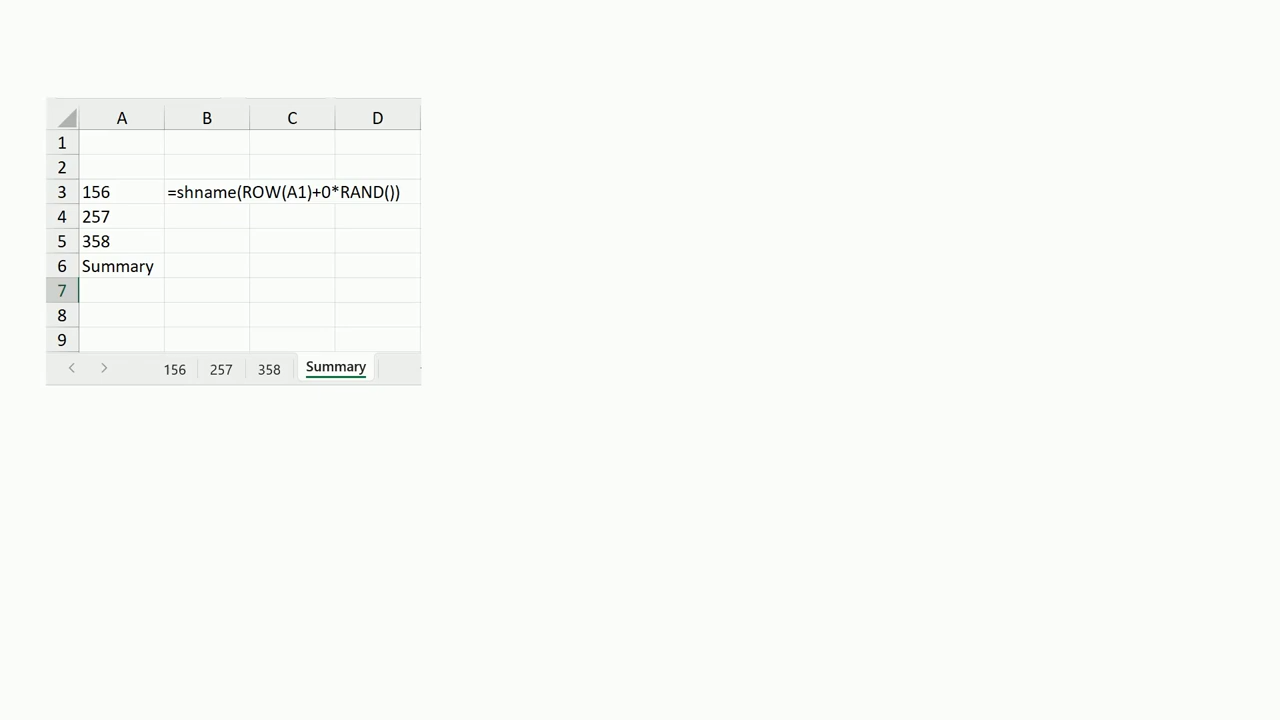 A B C D
1
2
3 156 =shname(ROW(A1)+0*RAND())
4 257
5 358
6 Summary
7
8
9
156 257 358 Summary